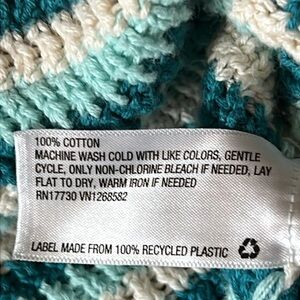 100% COTTON
MACHINE WASH COLD WITH LIKE COLORS, GENTLE
CYCLE, ONLY NON-CHLORINE BLEACH IF NEEDED, LAY
FLAT TO DRY, WARM IRON IF NEEDED
RN17730 VN1268582
LABEL MADE FROM 100% RECYCLED PLASTIC